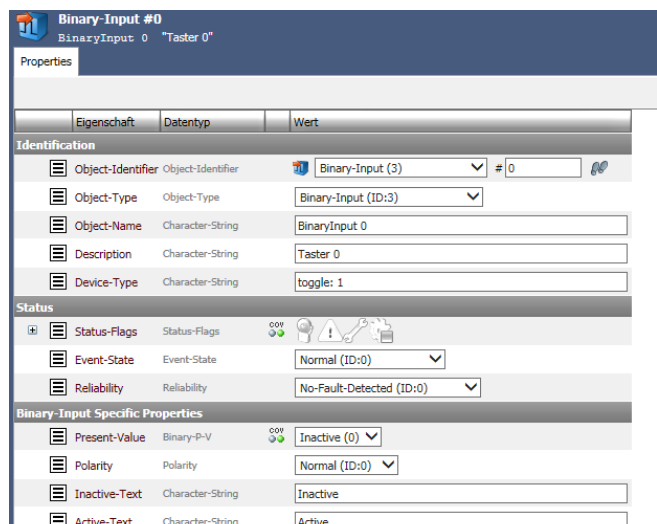 Binary-Input #0
BinaryInput 0 "Taster 0"
Properties
Eigenschaft Datentyp Wert
Identification
Object-Identifier Object-Identifier Binary-Input (3) # 0
Object-Type Object-Type Binary-Input (ID:3)
Object-Name Character-String BinaryInput 0
Description Character-String Taster 0
Device-Type Character-String toggle: 1
Status
Status-Flags Status-Flags COV
Event-State Event-State Normal (ID:0)
Reliability Reliability No-Fault-Detected (ID:0)
Binary-Input Specific Properties
Present-Value Binary-P-V COV Inactive (0)
Polarity Polarity Normal (ID:0)
Inactive-Text Character-String Inactive
Active-Text Character-String Active